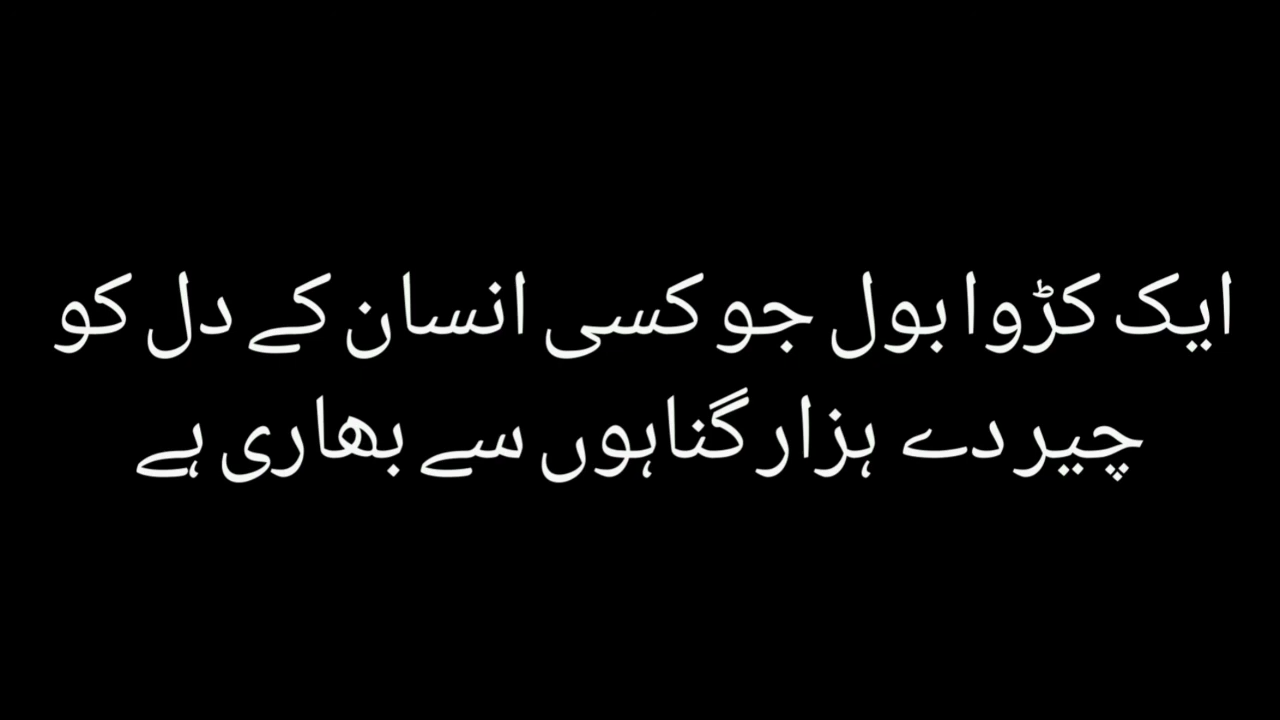 ایک کڑوا بول جو کسی انسان کے دل کو
چیر دے ہزار گناہوں سے بھاری ہے